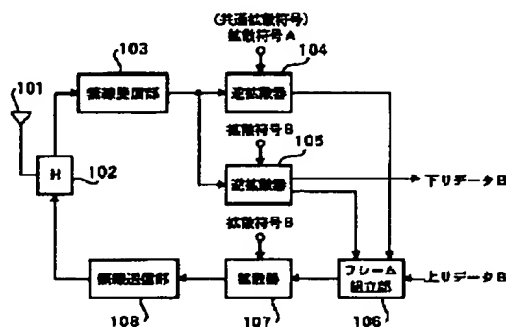 (共通拡散符号)
拡散符号A
103
104
101
無線受信部
逆拡散器
拡散符号B
105
H
102
逆拡散器
下りデータB
拡散符号B
無線送信部
拡散器
フレーム
組立部
上りデータB
108
107
106